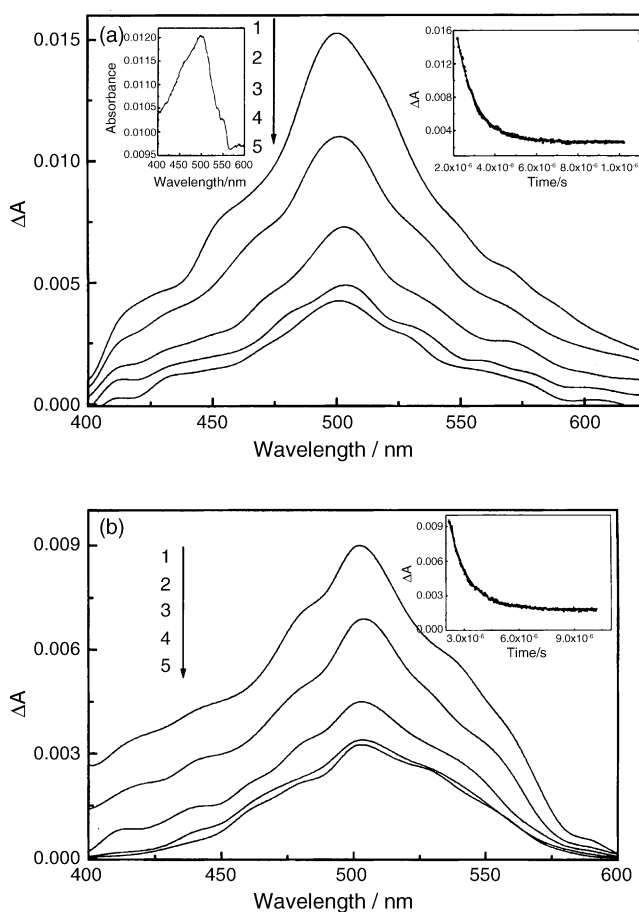 (a)
0.015
0.010
0.005
0.000
ΔA
400
450
500
550
600
Wavelength / nm
1
2
3
4
5
0.0120
0.0115
0.0110
0.0105
0.0100
0.0095
Absorbance
400 450 500 550 600
Wavelength/nm
0.016
0.012
0.008
0.004
ΔA
2.0x10-6 4.0x10-6 6.0x10-6 8.0x10-6 1.0x10-6
Time/s
(b)
0.009
0.006
0.003
0.000
ΔA
400
450
500
550
600
Wavelength / nm
1
2
3
4
5
0.009
0.006
0.003
0.000
ΔA
3.0x10-6 6.0x10-6 9.0x10-6
Time/s